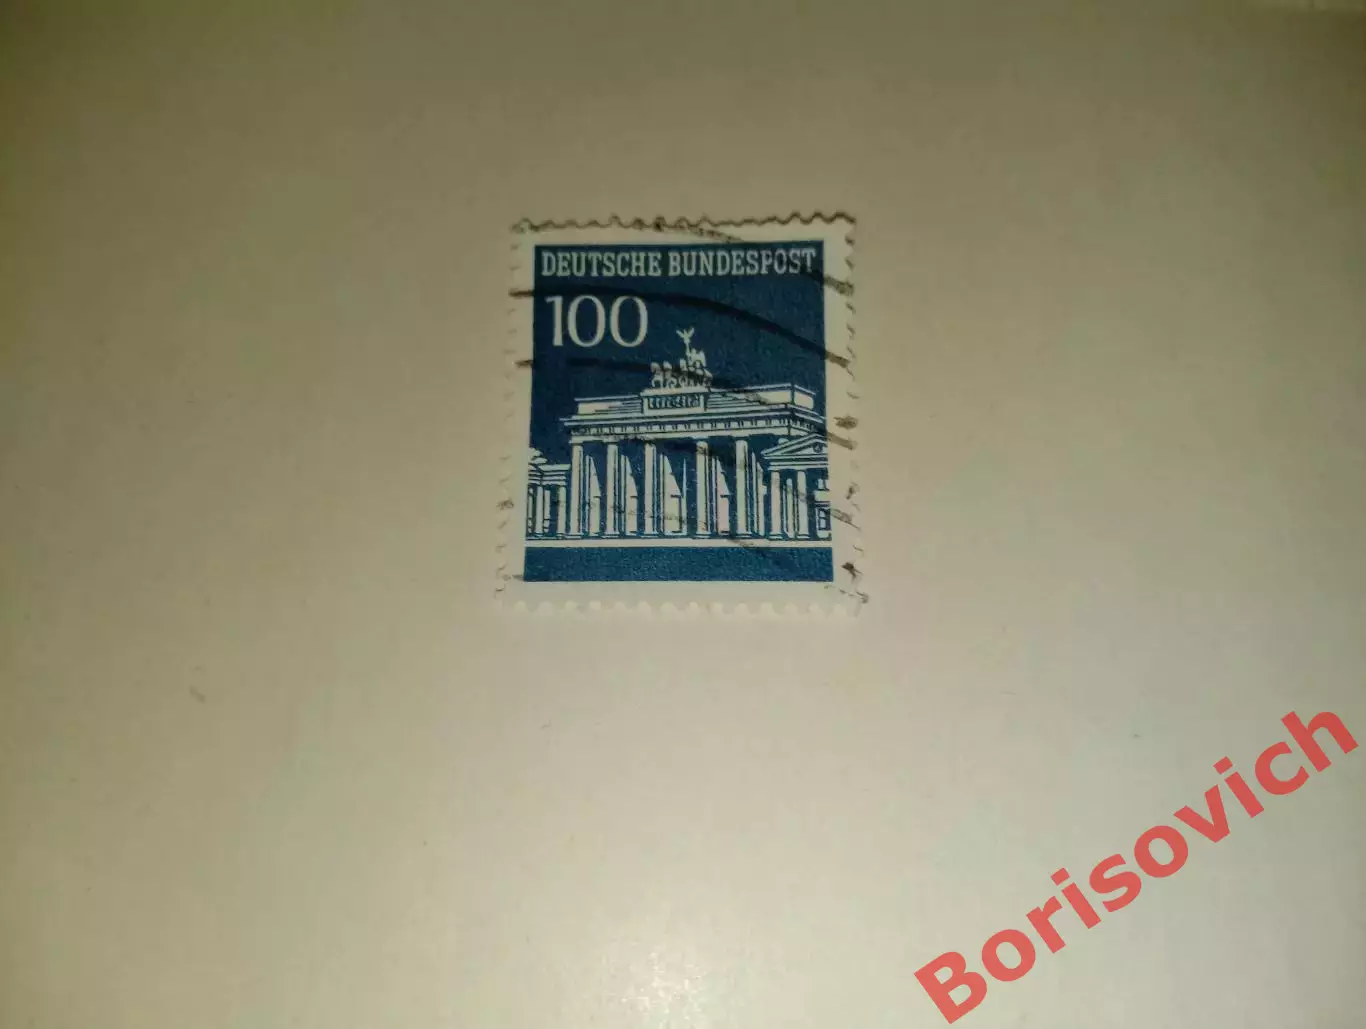 DEUTSCHE BUNDESPOST
100
Borisovich